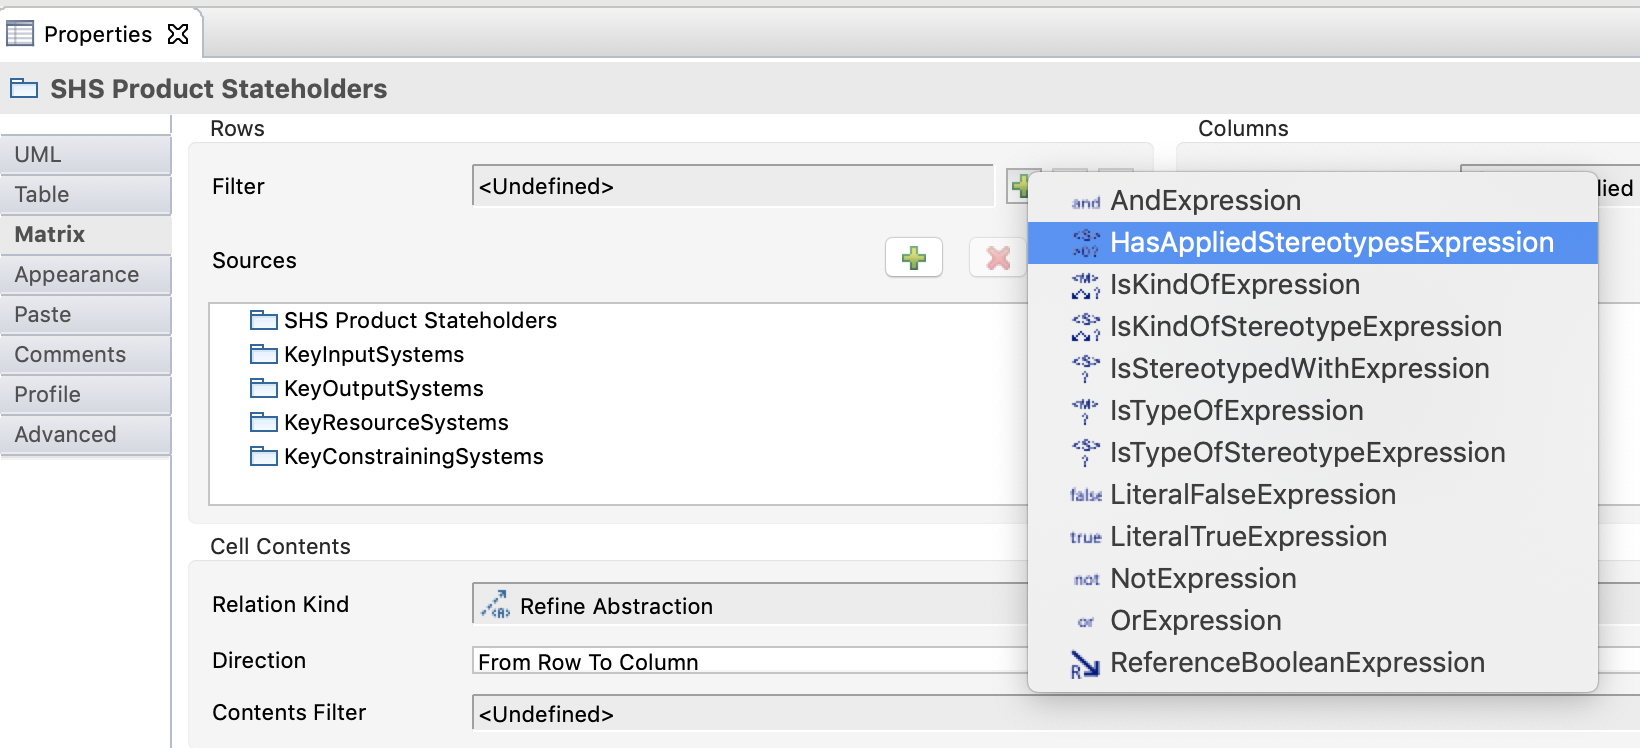 Properties
SHS Product Stateholders
Rows
Columns
UML
Table
Matrix
Appearance
Paste
Comments
Profile
Advanced
Filter
<Undefined>
lied
Sources
SHS Product Stateholders
KeyInputSystems
KeyOutputSystems
KeyResourceSystems
KeyConstrainingSystems
and AndExpression
<S> >0? HasAppliedStereotypesExpression
<M> ? IsKindOfExpression
<S> ? IsKindOfStereotypeExpression
<S> ? IsStereotypedWithExpression
<M> ? IsTypeOfExpression
<S> ? IsTypeOfStereotypeExpression
false LiteralFalseExpression
true LiteralTrueExpression
not NotExpression
or OrExpression
R ReferenceBooleanExpression
Cell Contents
Relation Kind
<A> Refine Abstraction
Direction
From Row To Column
Contents Filter
<Undefined>